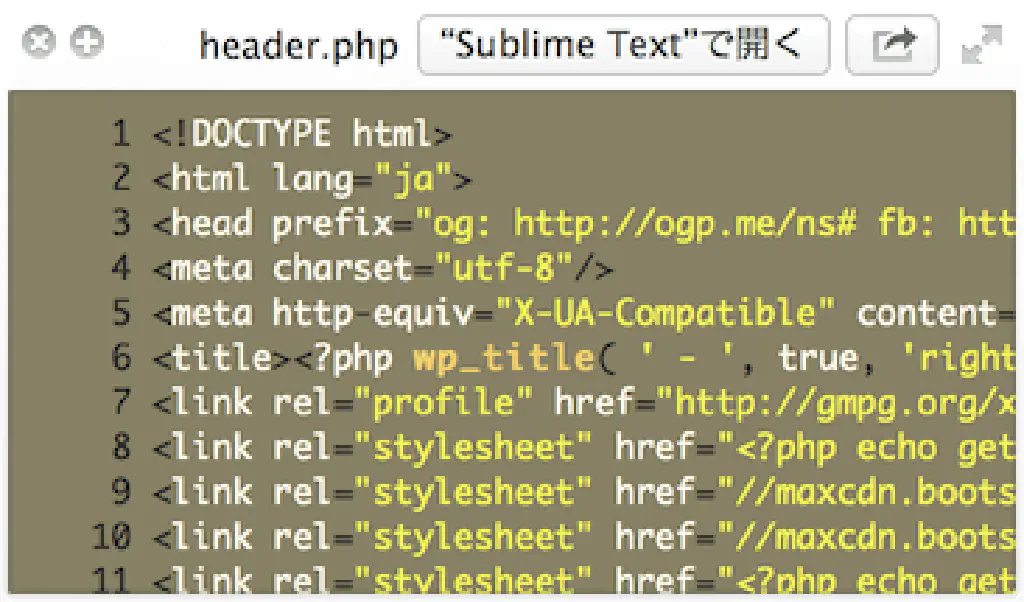 header.php “Sublime Text”で開く
1 <!DOCTYPE html>
2 <html lang="ja">
3 <head prefix="og: http://ogp.me/ns# fb: htt
4 <meta charset="utf-8"/>
5 <meta http-equiv="X-UA-Compatible" content=
6 <title><?php wp_title( ' - ', true, 'right
7 <link rel="profile" href="http://gmpg.org/x
8 <link rel="stylesheet" href="<?php echo get
9 <link rel="stylesheet" href="//maxcdn.boots
10 <link rel="stylesheet" href="//maxcdn.boots
11 <link rel="stylesheet" href="<?php echo get